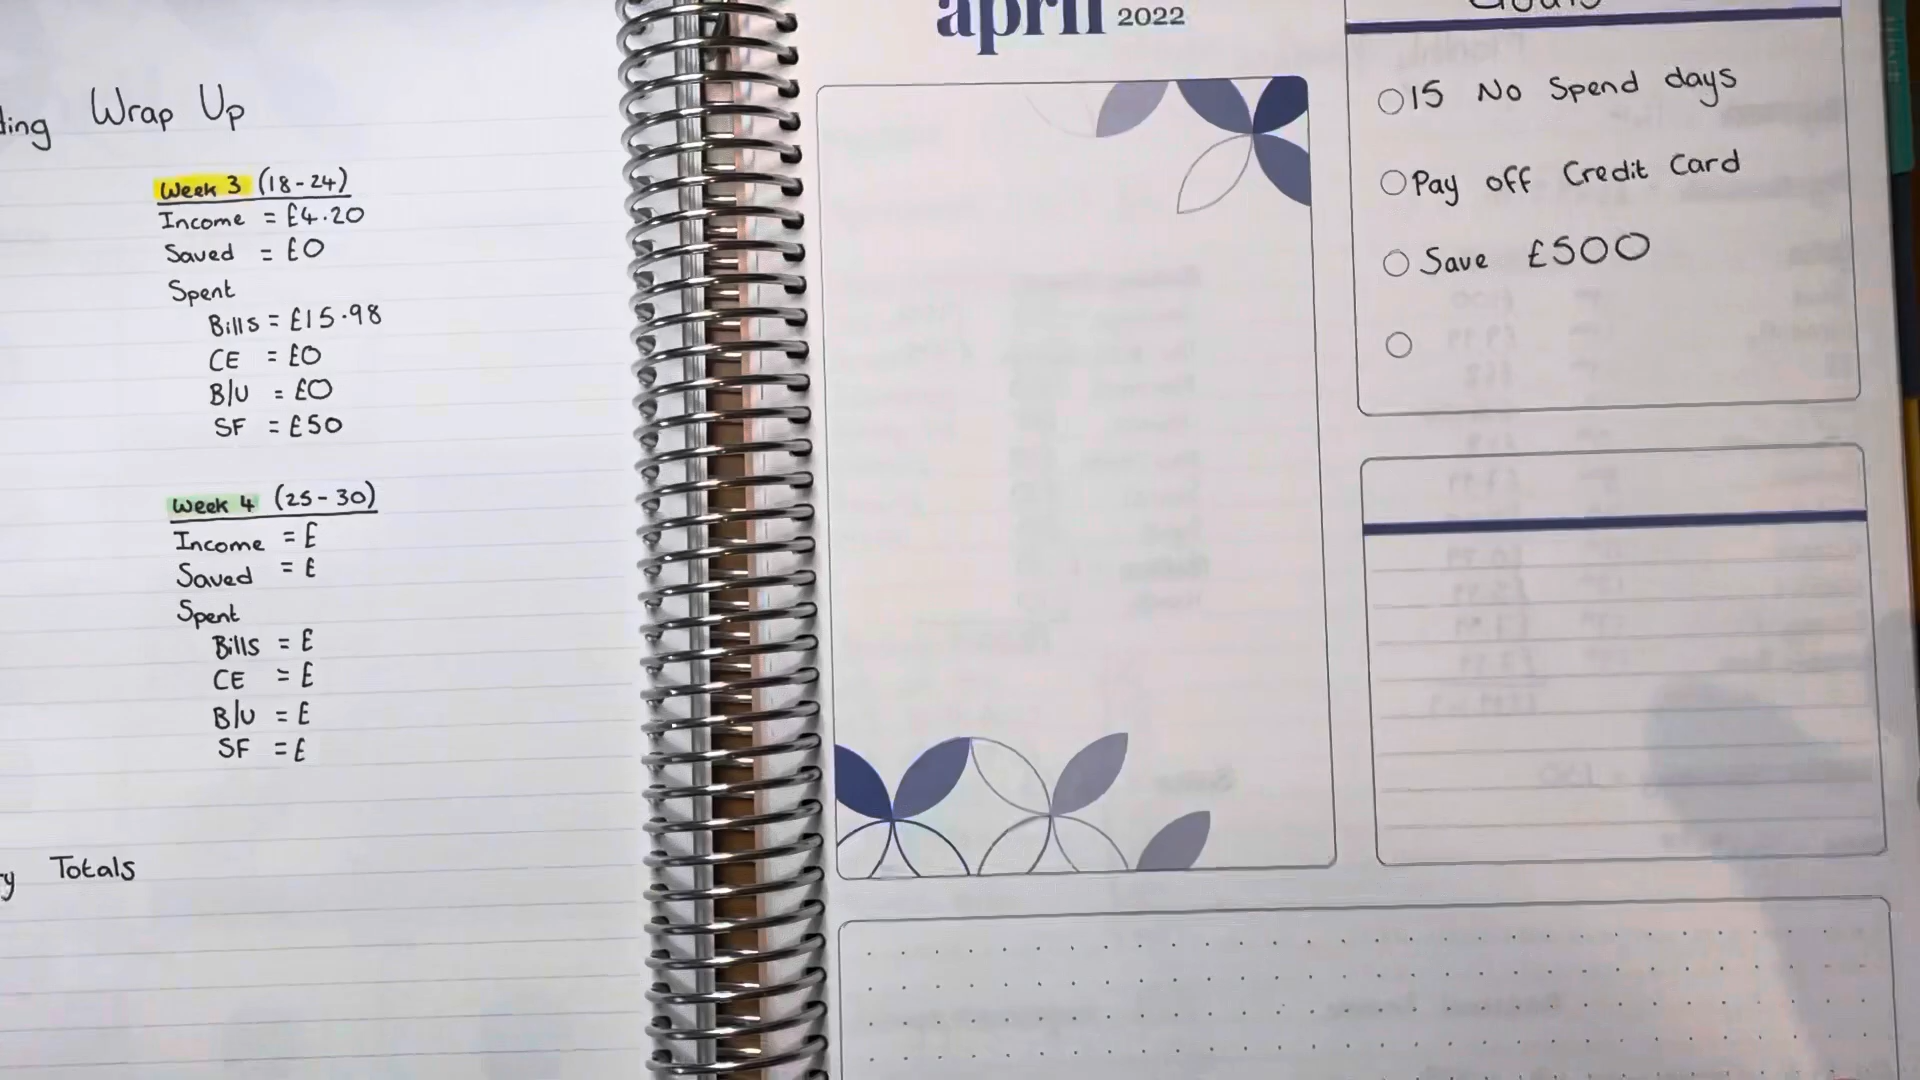 Wrap Up
Week 3 (18-24)
Income = £4.20
Saved = £0
Spent
Bills = £15.98
CE = £0
B/U = £0
SF = £50
Week 4 (25-30)
Income = £
Saved = £
Spent
Bills = £
CE = £
B/U = £
SF = £
Totals
april 2022
Goals
15 No Spend days
Pay off Credit Card
Save £500